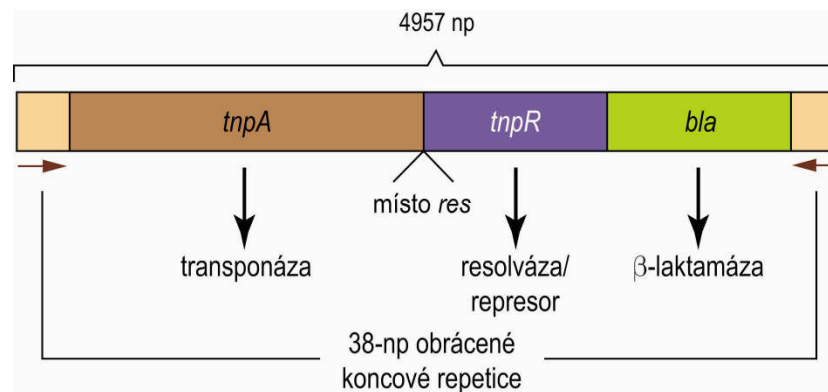 4957 np
tnpA tnpR bla
místo res
transponáza resolváza/ β-laktamáza
represor
38-np obrácené
koncové repetice